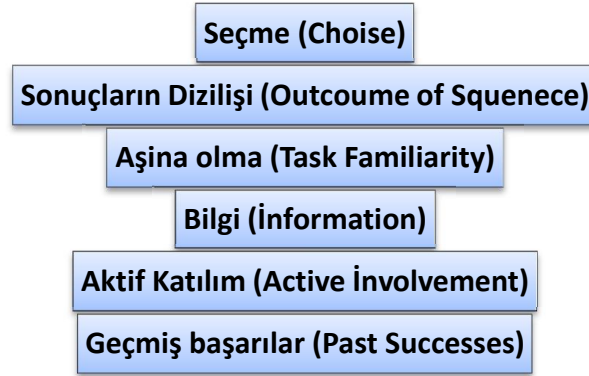 Seçme (Choise)
Sonuçların Dizilişi (Outcoume of Squenece)
Aşina olma (Task Familiarity)
Bilgi (İnformation)
Aktif Katılım (Active İnvolvement)
Geçmiş başarılar (Past Successes)